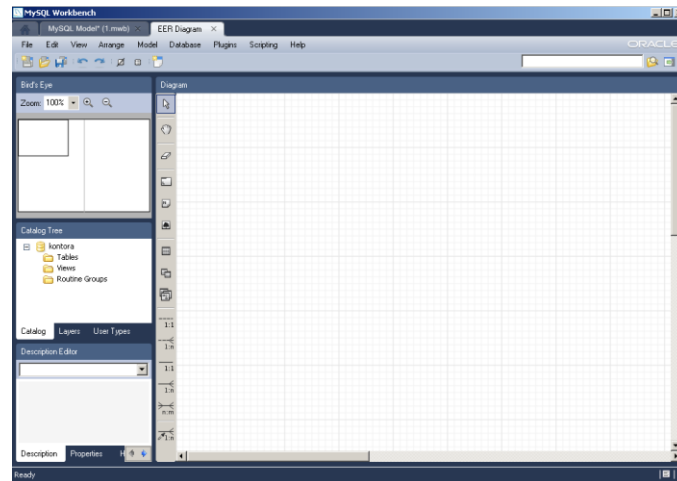 MySQL Workbench
MySQL Model* (1.mwb) × EER Diagram ×
File Edit View Arrange Model Database Plugins Scripting Help
ORACLE
Bird's Eye
Diagram
Zoom: 100%
Catalog Tree
kontora
Tables
Views
Routine Groups
Catalog Layers User Types
Description Editor
Description Properties H
1:1
1:n
1:1
1:n
n:m
1:n
Ready